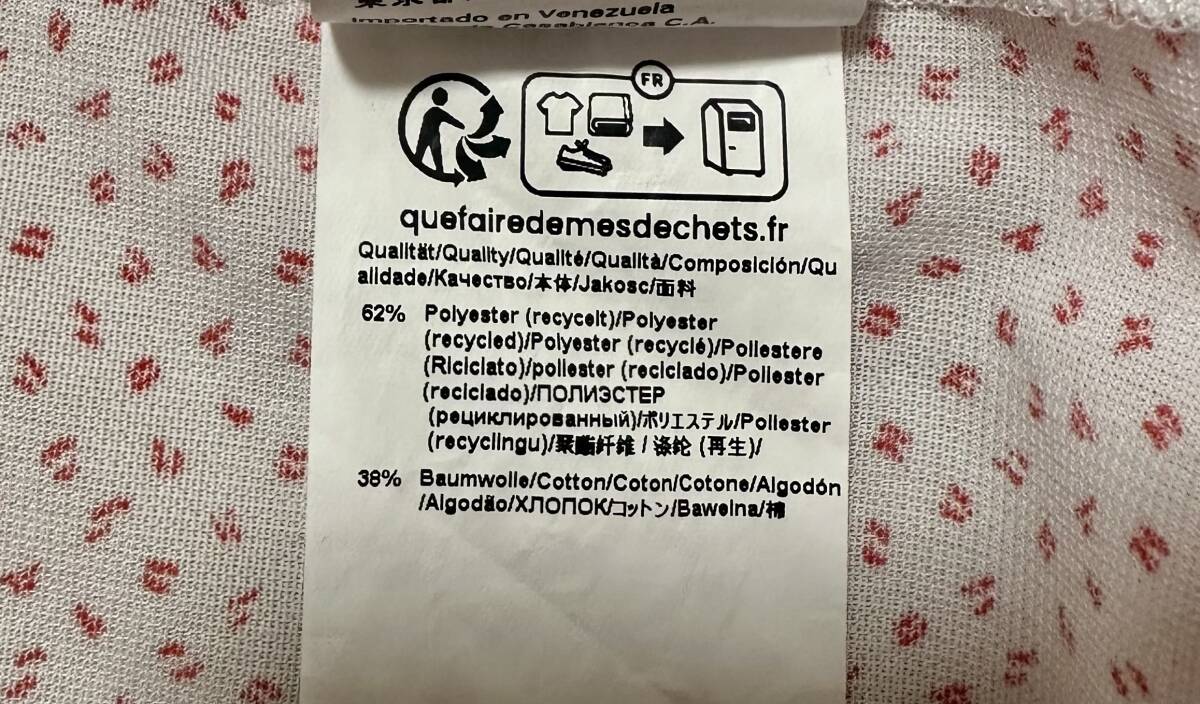 Importado en Venezuela
C.A.
FR
quefairedemesdechets.fr
Qualität/Quality/Qualité/Qualità/Composición/Qu
alidade/Качество/本体/Jakosc/面料
62% Polyester (recycelt)/Polyester
(recycled)/Polyester (recyclé)/Poliestere
(Riciclato)/poliester (reciclado)/Poliester
(reciclado)/ПОЛИЭСТЕР
(рециклированный)/ポリエステル/Poliester
(recyclingu)/聚酯纤维 / 涤纶 (再生)/
38% Baumwolle/Cotton/Coton/Cotone/Algodón
/Algodão/ХЛОПОК/コットン/Bawelna/棉